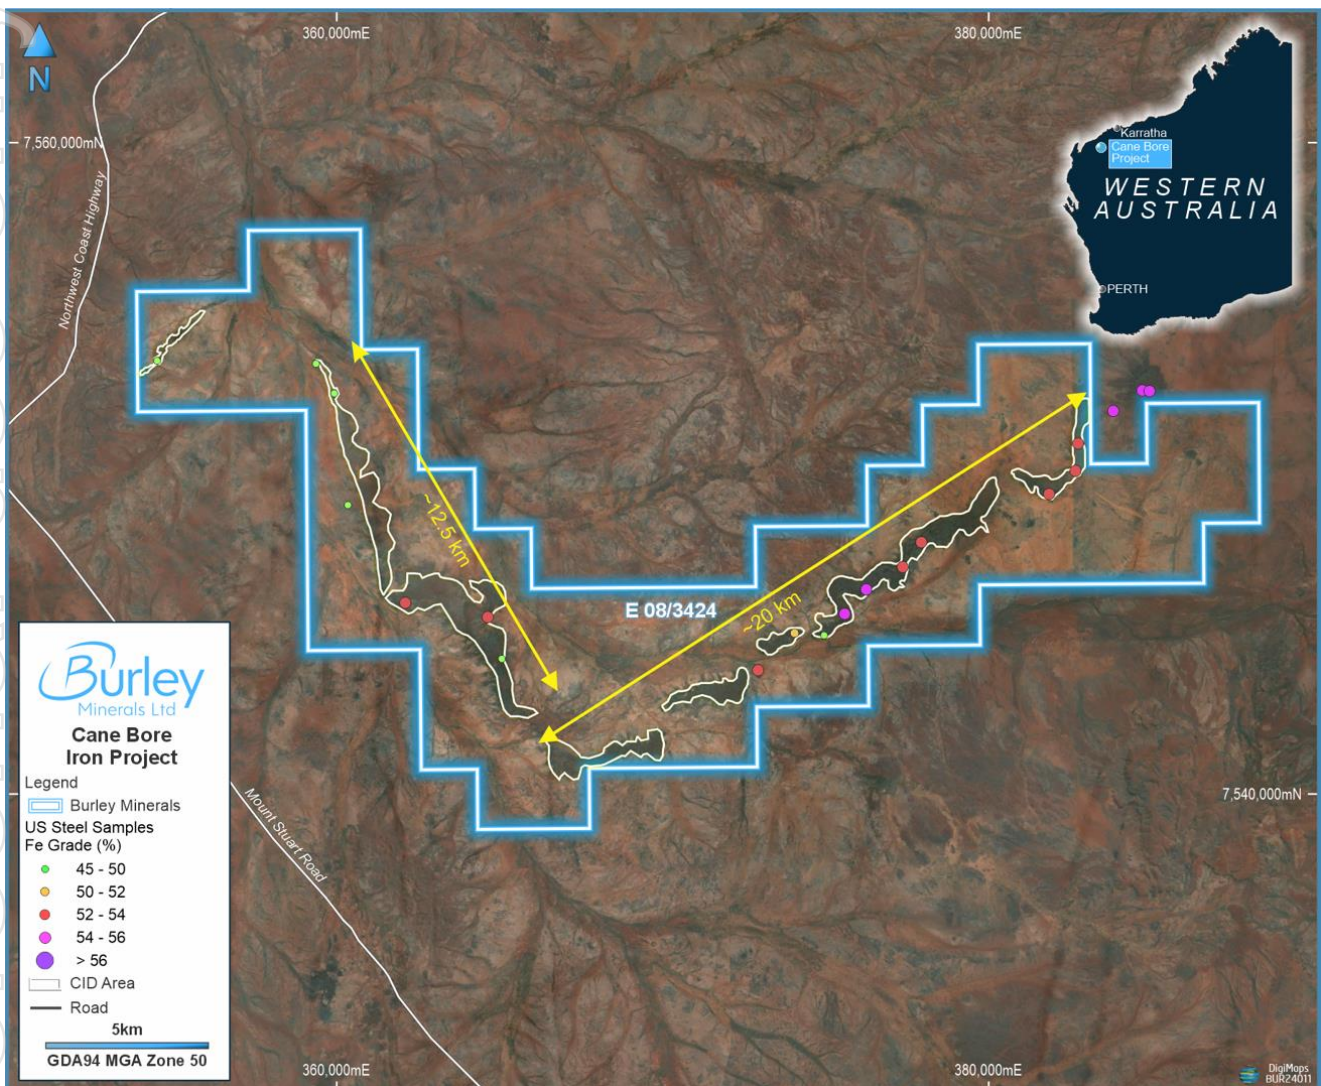 360,000mE
380,000mE
N
7,560,000mN
Northwest Coast Highway
Karratha
Cane Bore
Project
WESTERN
AUSTRALIA
PERTH
~12.5 km
E 08/3424
~20 km
Burley
Minerals Ltd
Cane Bore
Iron Project
Legend
Burley Minerals
US Steel Samples
Fe Grade (%)
45 - 50
50 - 52
52 - 54
54 - 56
> 56
CID Area
Road
5km
GDA94 MGA Zone 50
Mount Stuart Road
7,540,000mN
360,000mE
380,000mE
DigiMops
BUR24011